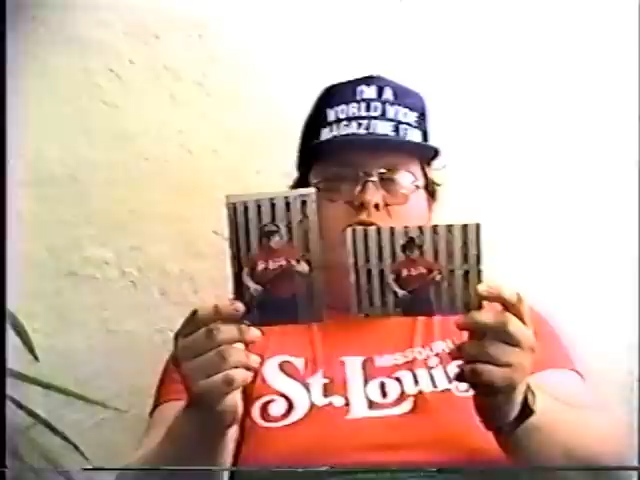 I'M A
WORLD WIDE
MAGAZINE FAN
MISSOURI
St. Louis